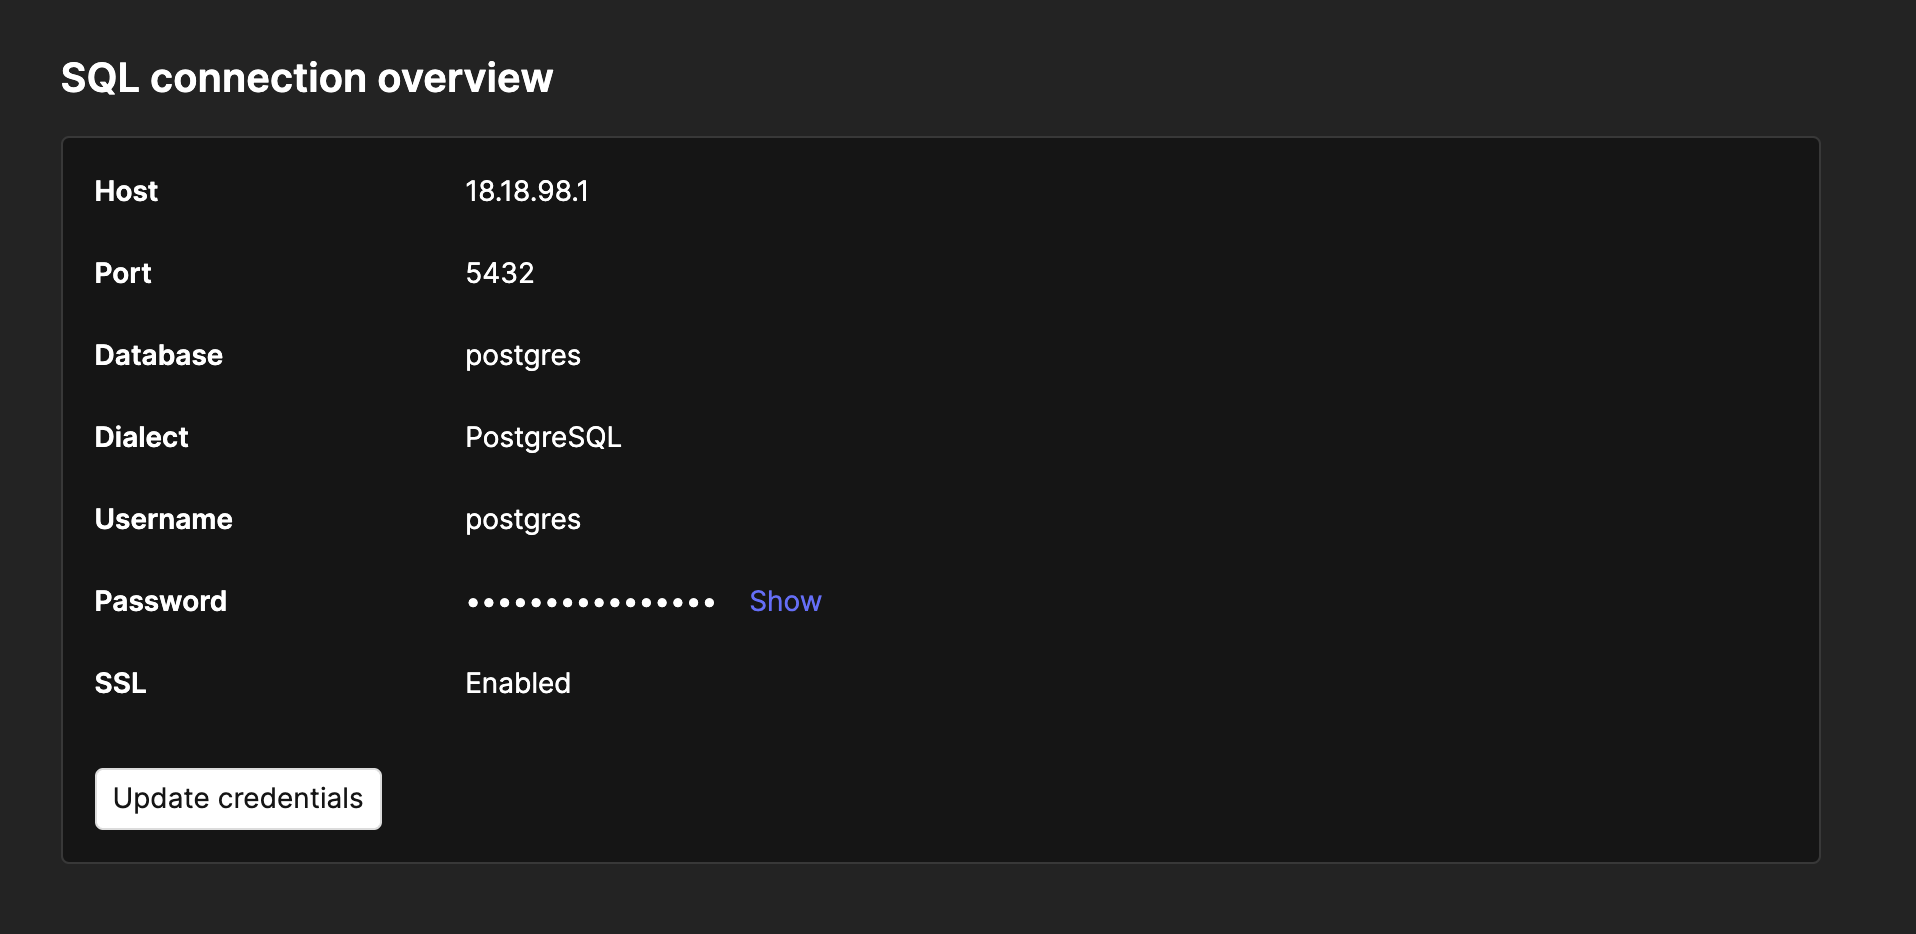 SQL connection overview
Host 18.18.98.1
Port 5432
Database postgres
Dialect PostgreSQL
Username postgres
Password •••••••••••••••• Show
SSL Enabled
Update credentials